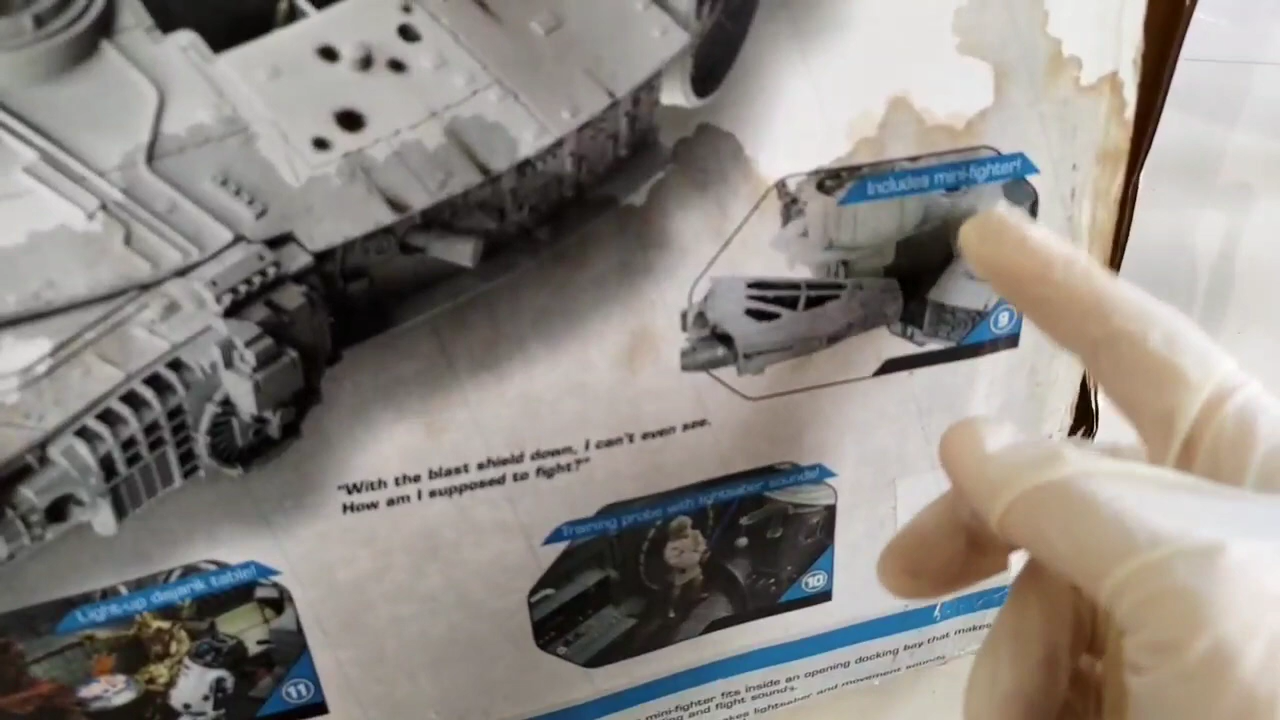 Includes mini-fighter!
9
"With the blast shield down, I can't even see.
How am I supposed to fight?"
Training probe with lightsaber sounds!
10
Light-up dejarik table!
11
mini-fighter fits inside an opening docking bay that makes
and flight sounds.
lightsaber and movement sounds